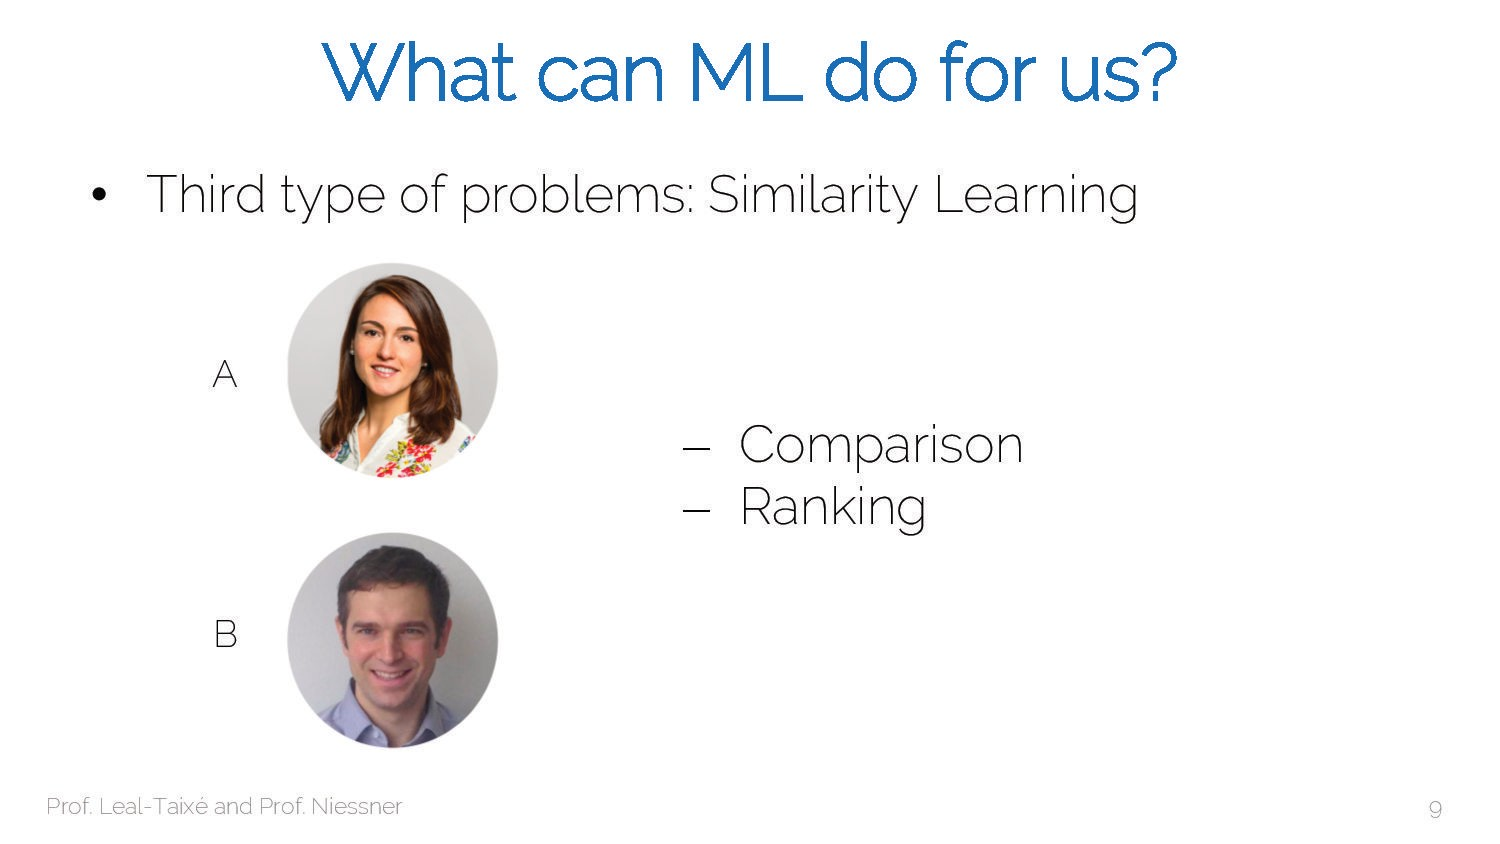 What can ML do for us?
• Third type of problems: Similarity Learning
A
– Comparison
– Ranking
B
Prof. Leal-Taixé and Prof. Niessner
9